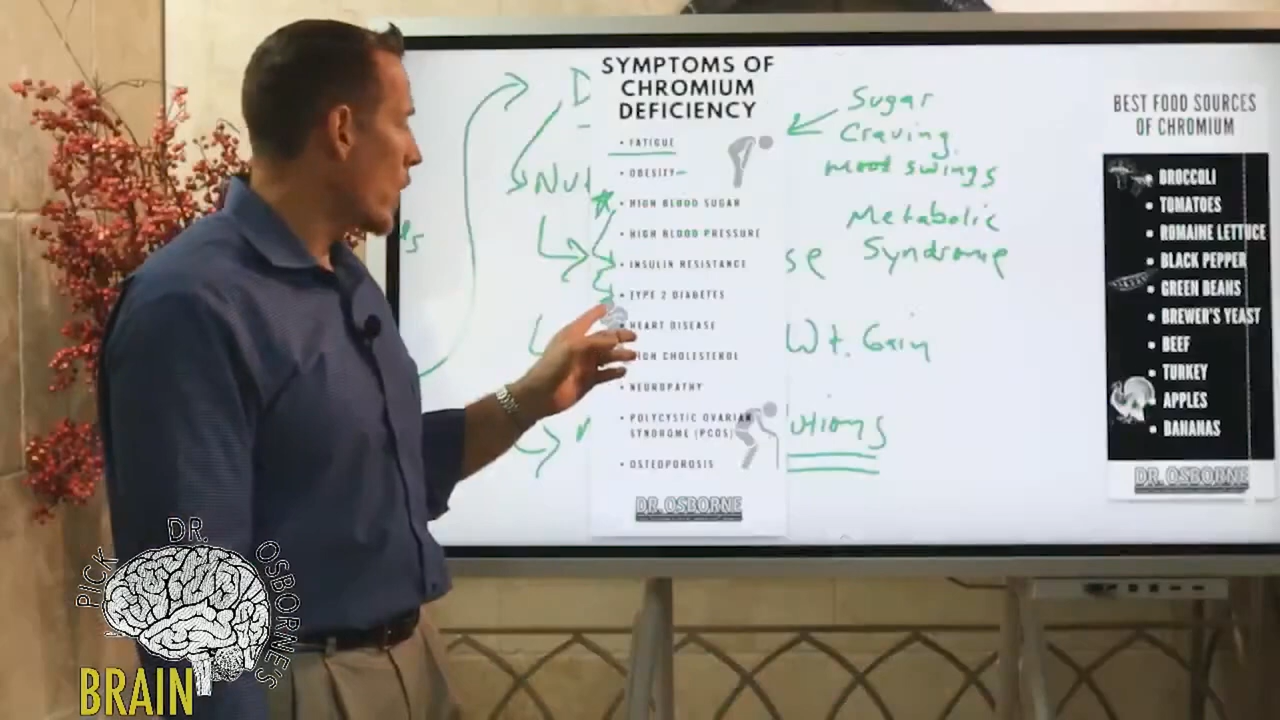 SYMPTOMS OF
CHROMIUM
DEFICIENCY
• FATIGUE
• OBESITY
• HIGH BLOOD SUGAR
• HIGH BLOOD PRESSURE
• INSULIN RESISTANCE
• TYPE 2 DIABETES
• HEART DISEASE
HIGH CHOLESTEROL
• NEUROPATHY
• POLYCYSTIC OVARIAN
SYNDROME (PCOS)
• OSTEOPOROSIS
DR. OSBORNE
Sugar
Craving
mood swings
Metabolic
Syndrome
Wt. Gain
BEST FOOD SOURCES
OF CHROMIUM
• BROCCOLI
• TOMATOES
• ROMAINE LETTUCE
• BLACK PEPPER
• GREEN BEANS
• BREWER'S YEAST
• BEEF
• TURKEY
• APPLES
• BANANAS
DR. OSBORNE
PICK DR. OSBORNE'S
BRAIN